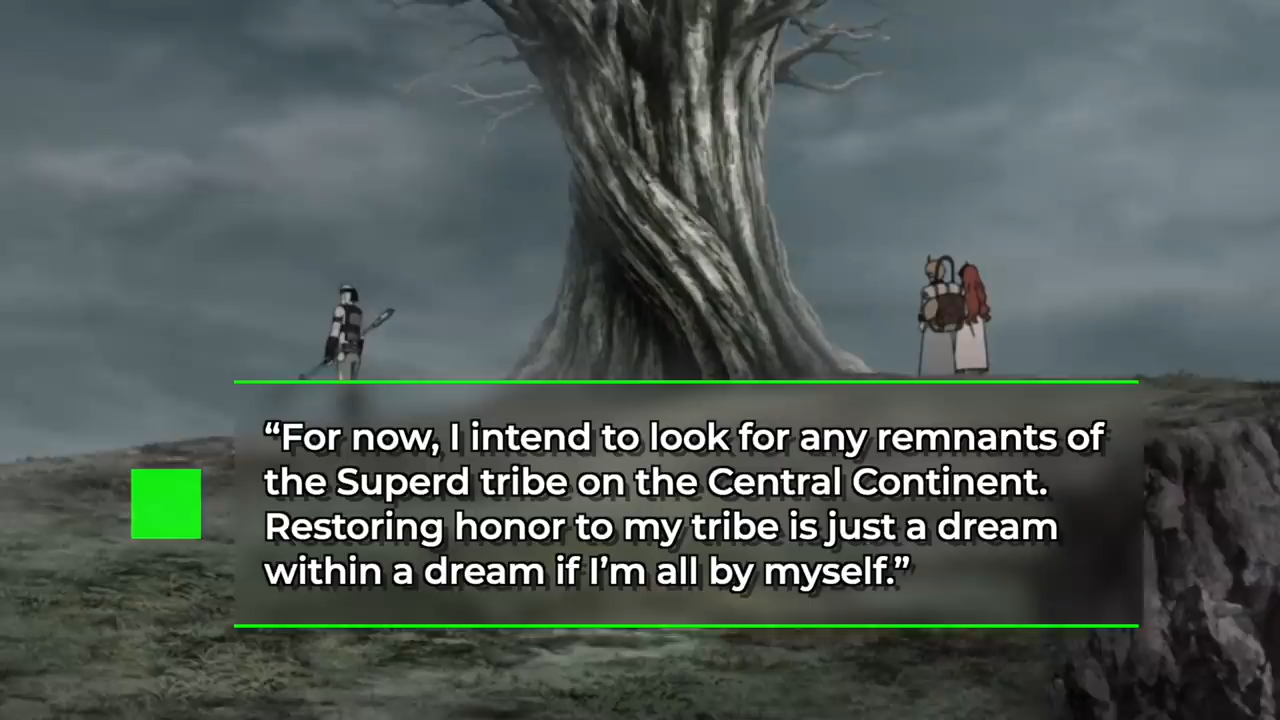 “For now, I intend to look for any remnants of
the Superd tribe on the Central Continent.
Restoring honor to my tribe is just a dream
within a dream if I’m all by myself.”